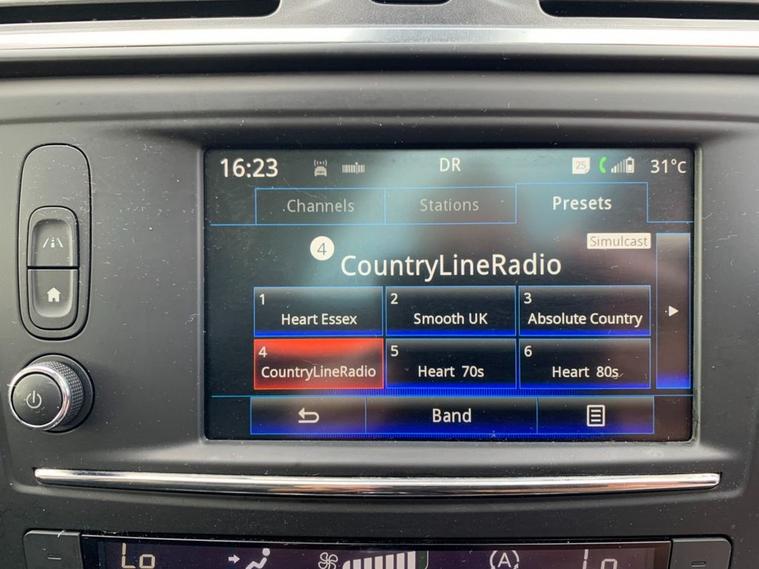 16:23 DR 25 31°C
Channels Stations Presets
Simulcast
4 CountryLineRadio
1 Heart Essex
2 Smooth UK
3 Absolute Country
4 CountryLineRadio
5 Heart 70s
6 Heart 80s
Band
Lo A Lo